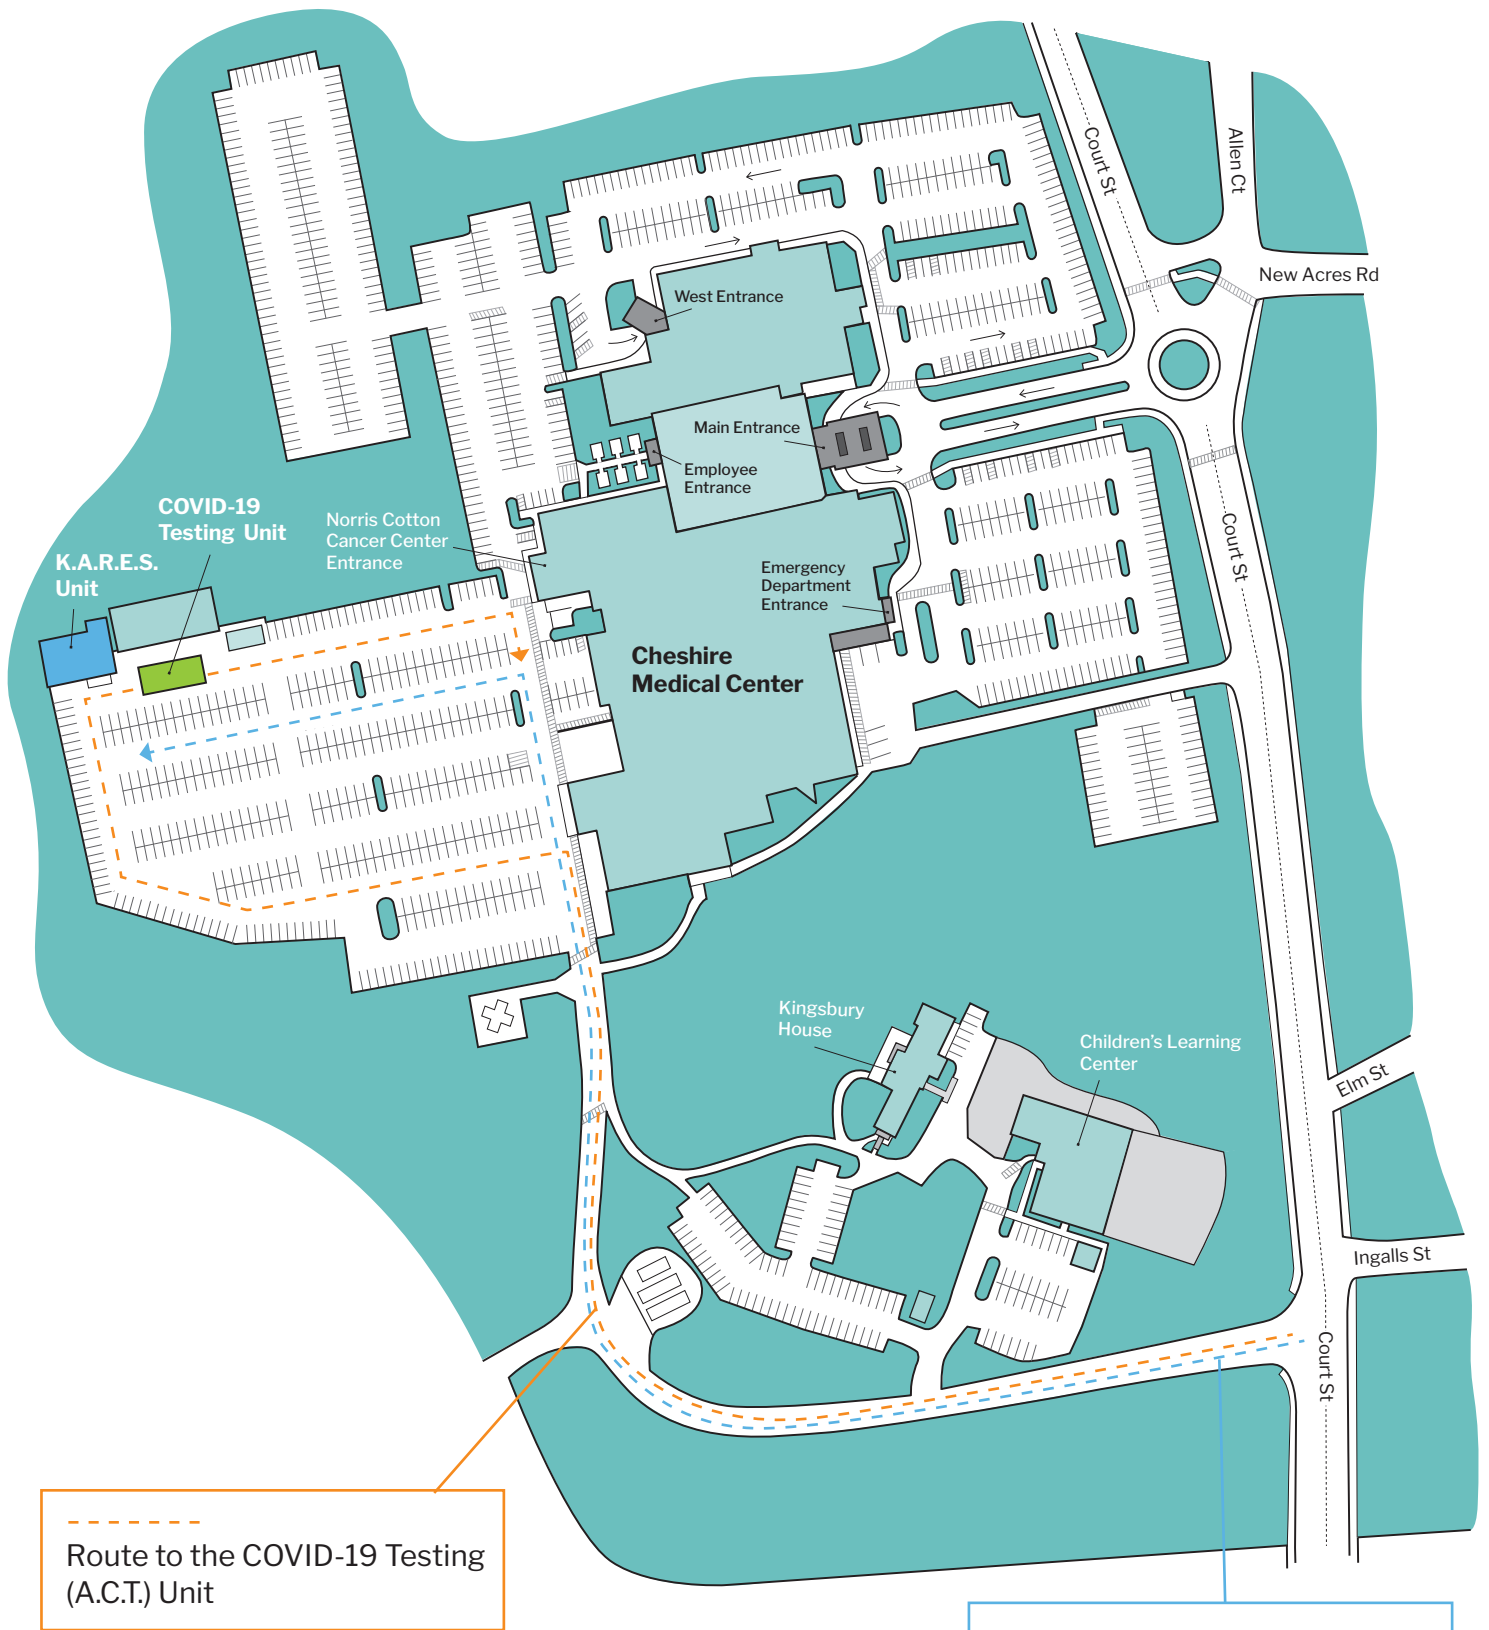 Court St
Allen Ct
New Acres Rd
West Entrance
Main Entrance
Employee
Entrance
COVID-19
Testing Unit
Norris Cotton
Cancer Center
Entrance
K.A.R.E.S.
Unit
Court St
Emergency
Department
Entrance
Cheshire
Medical Center
Kingsbury
House
Children's Learning
Center
Elm St
Ingalls St
Court St
Route to the COVID-19 Testing
(A.C.T.) Unit